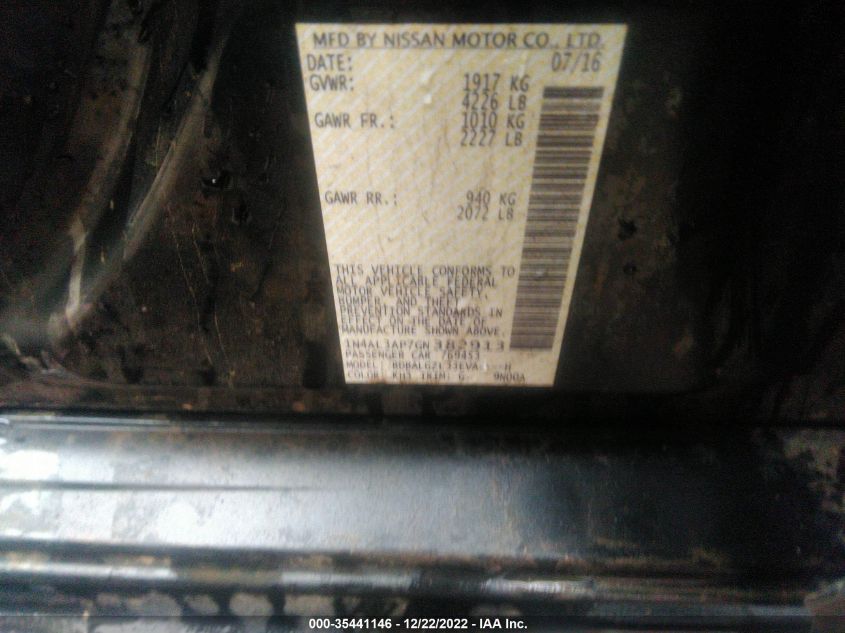 MFD BY NISSAN MOTOR CO., LTD.
DATE: 07/16
GVWR: 1917 KG
4226 LB
GAWR FR.: 1010 KG
2227 LB
GAWR RR.: 940 KG
2072 LB
THIS VEHICLE CONFORMS TO
ALL APPLICABLE FEDERAL
MOTOR VEHICLE SAFETY,
BUMPER, AND THEFT
PREVENTION STANDARDS IN
EFFECT ON THE DATE OF
MANUFACTURE SHOWN ABOVE.
1N4AL3AP7GN382913
PASSENGER CAR 769453
MODEL:
COLOR: KH3 TRIM: G 9N00A
000-35441146 - 12/22/2022 - IAA Inc.